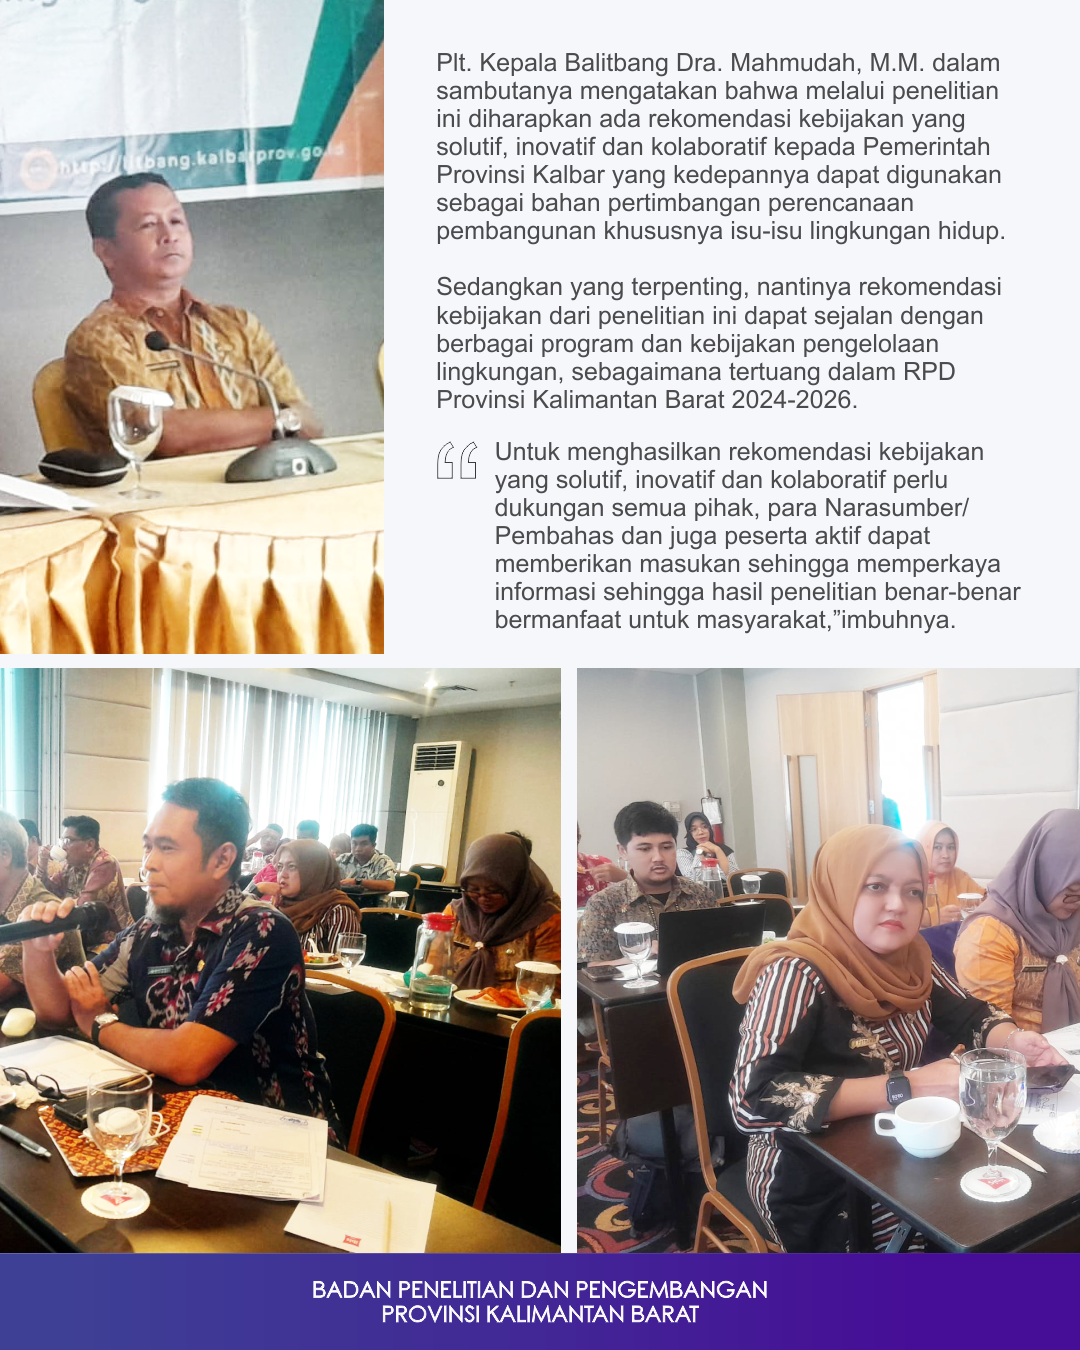 http://litbang.kalbarprov.go.id
Plt. Kepala Balitbang Dra. Mahmudah, M.M. dalam
sambutanya mengatakan bahwa melalui penelitian
ini diharapkan ada rekomendasi kebijakan yang
solutif, inovatif dan kolaboratif kepada Pemerintah
Provinsi Kalbar yang kedepannya dapat digunakan
sebagai bahan pertimbangan perencanaan
pembangunan khususnya isu-isu lingkungan hidup.
Sedangkan yang terpenting, nantinya rekomendasi
kebijakan dari penelitian ini dapat sejalan dengan
berbagai program dan kebijakan pengelolaan
lingkungan, sebagaimana tertuang dalam RPD
Provinsi Kalimantan Barat 2024-2026.
“Untuk menghasilkan rekomendasi kebijakan
yang solutif, inovatif dan kolaboratif perlu
dukungan semua pihak, para Narasumber/
Pembahas dan juga peserta aktif dapat
memberikan masukan sehingga memperkaya
informasi sehingga hasil penelitian benar-benar
bermanfaat untuk masyarakat,”imbuhnya.
BADAN PENELITIAN DAN PENGEMBANGAN
PROVINSI KALIMANTAN BARAT